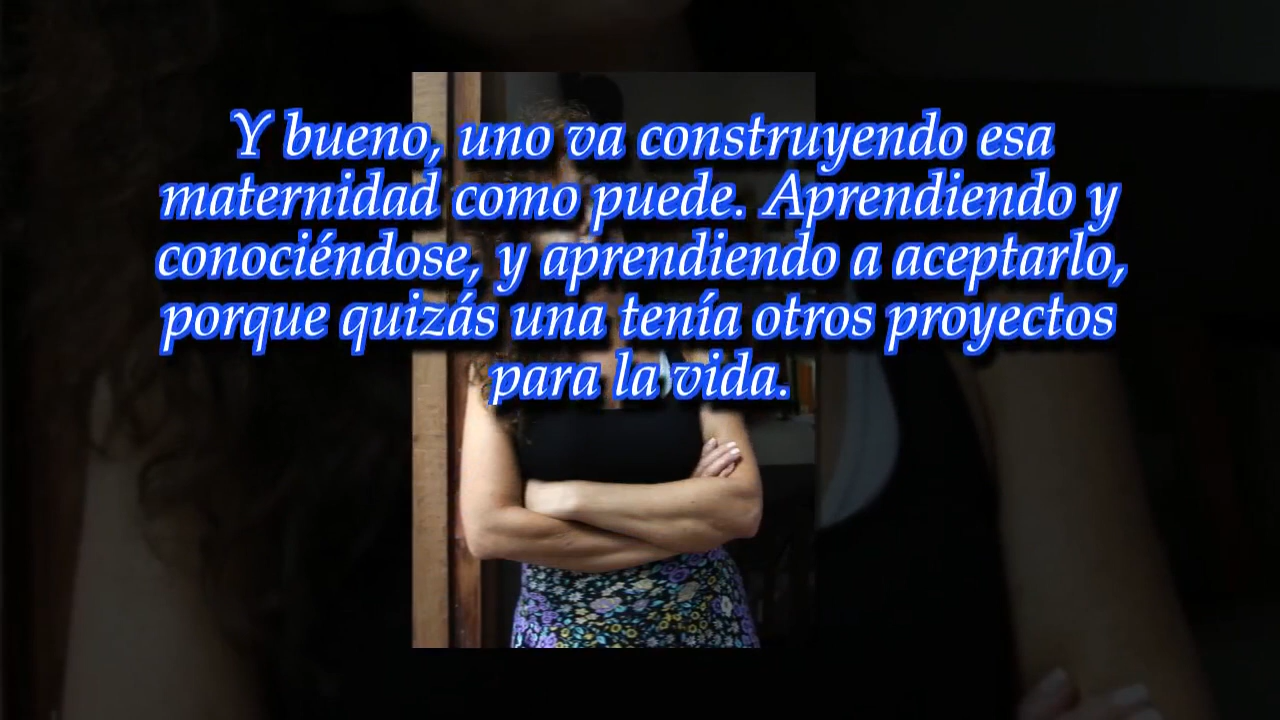 Y bueno, uno va construyendo esa
maternidad como puede. Aprendiendo y
conociéndose, y aprendiendo a aceptarlo,
porque quizás una tenía otros proyectos
para la vida.